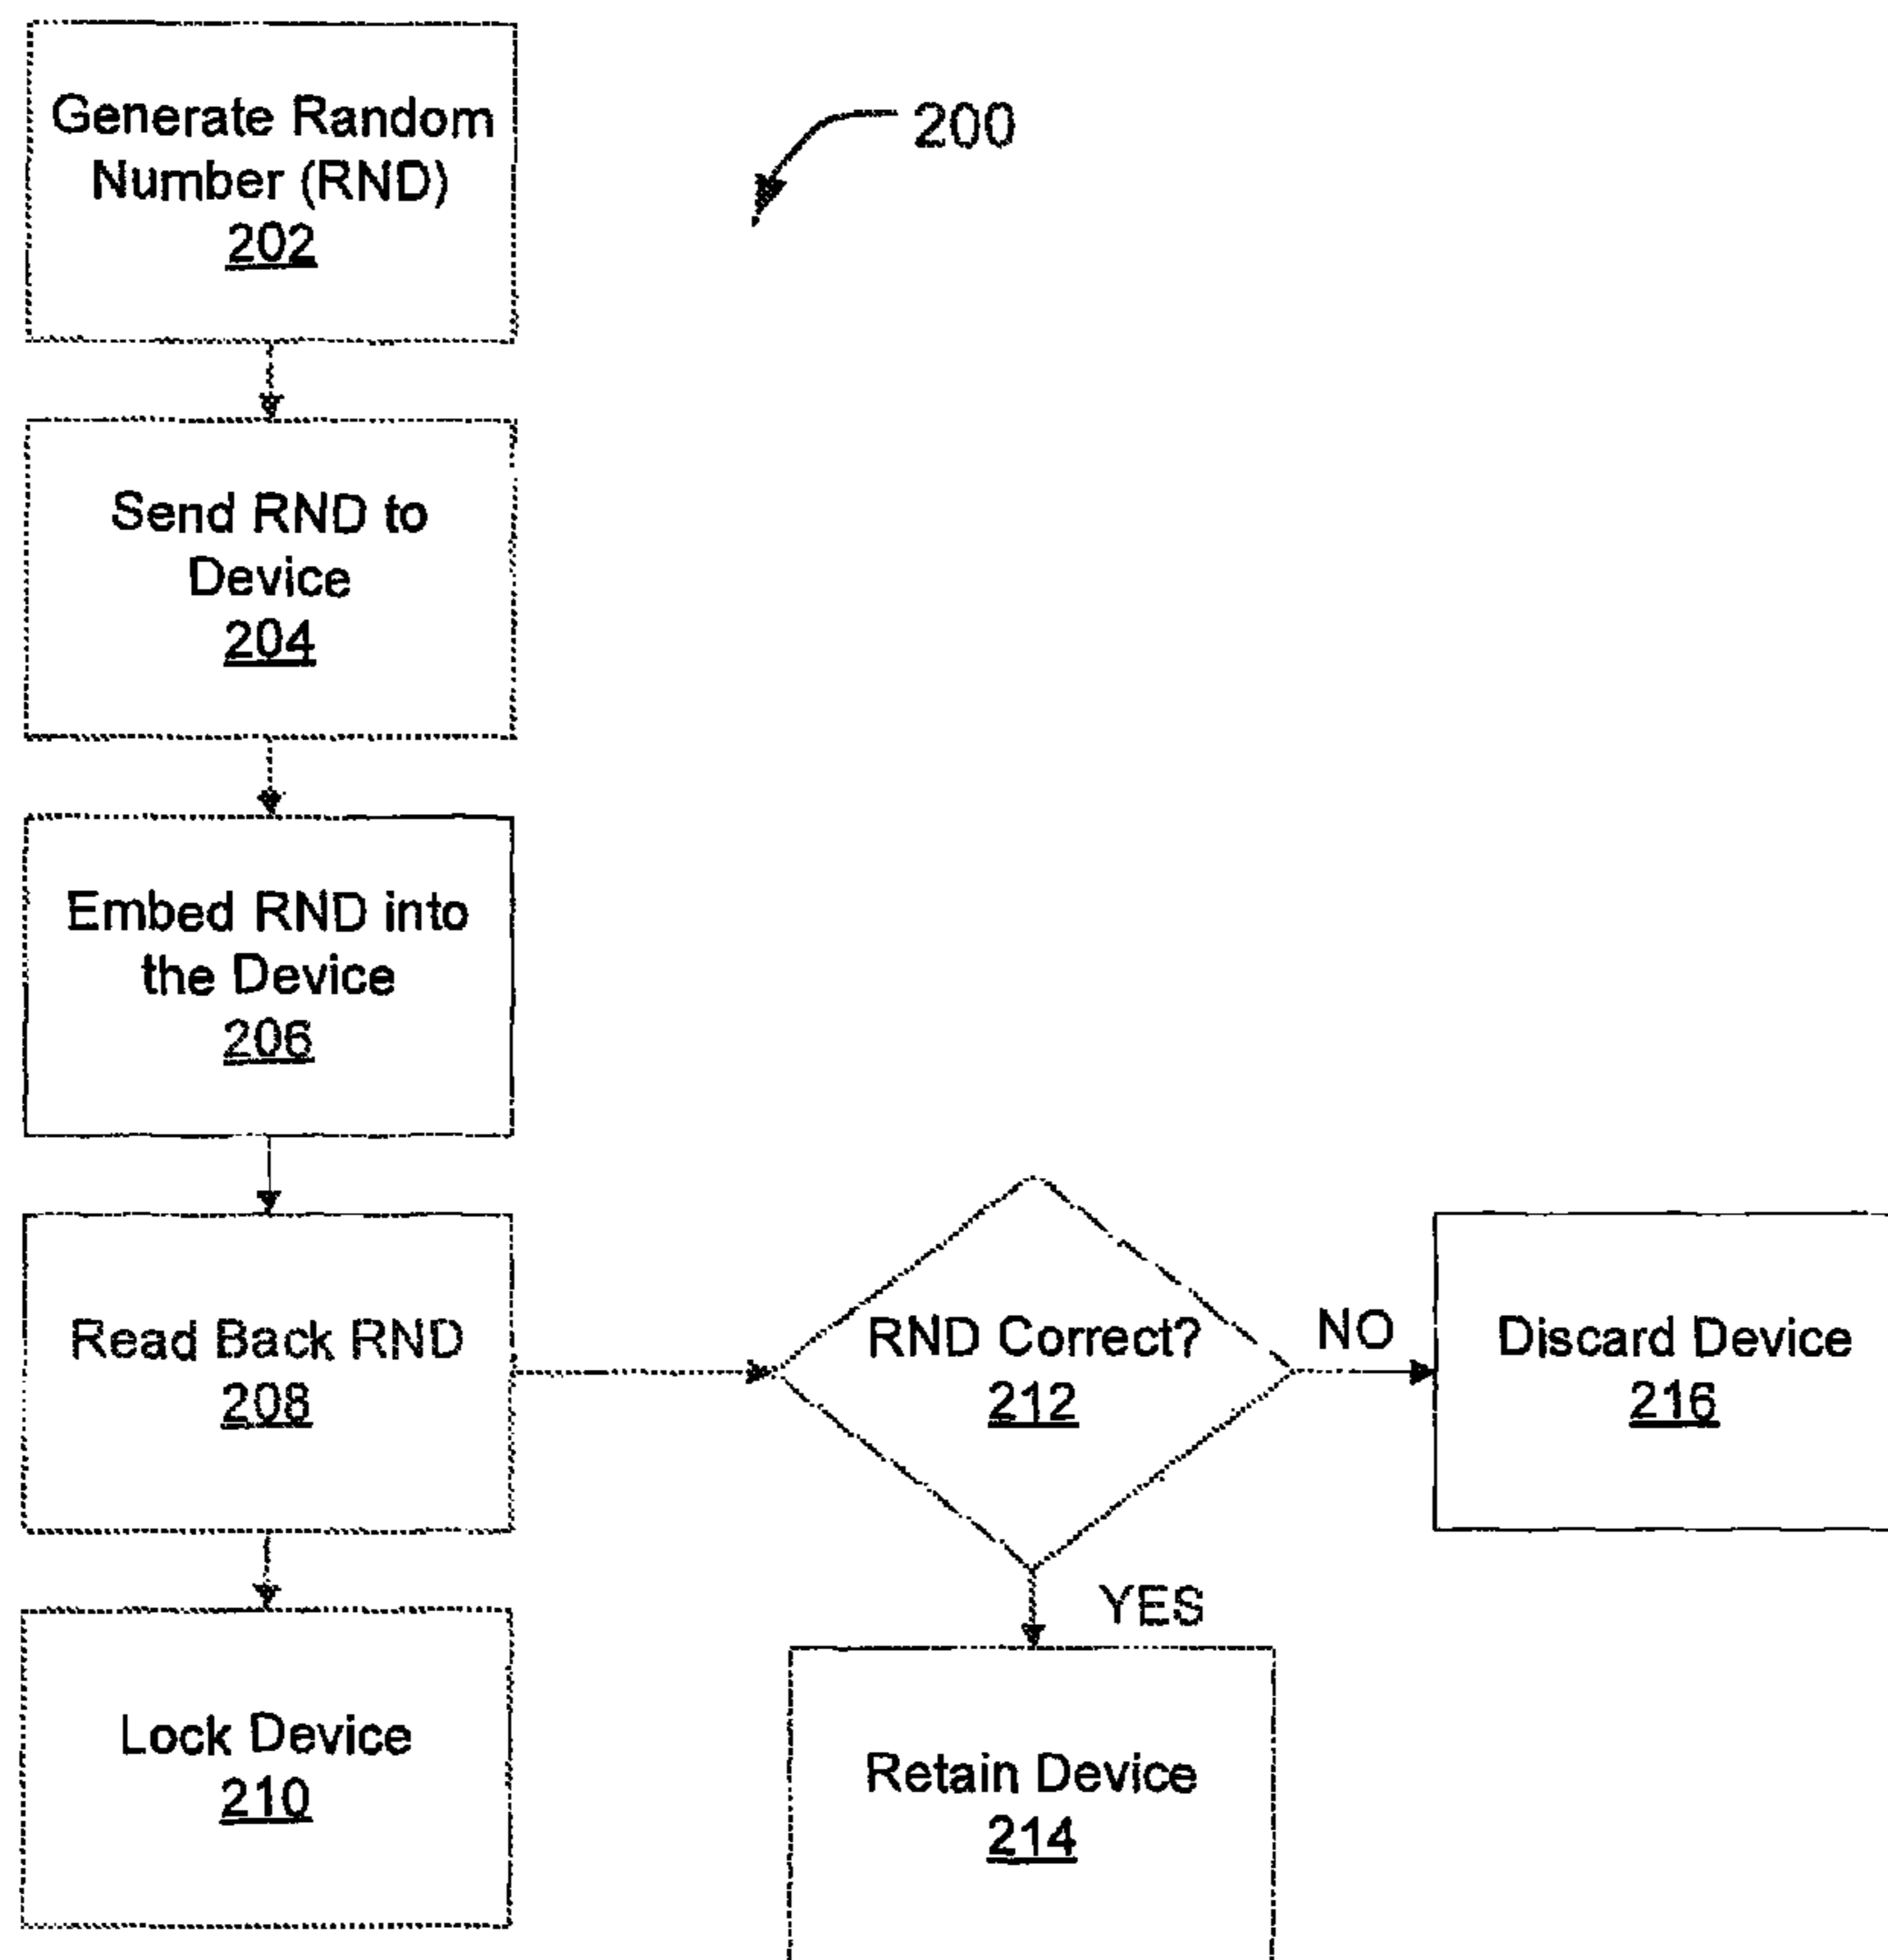 Generate Random
Number (RND)
202
200
Send RND to
Device
204
Embed RND into
the Device
206
Read Back RND
208
RND Correct?
212
NO
Discard Device
216
YES
Lock Device
210
Retain Device
214